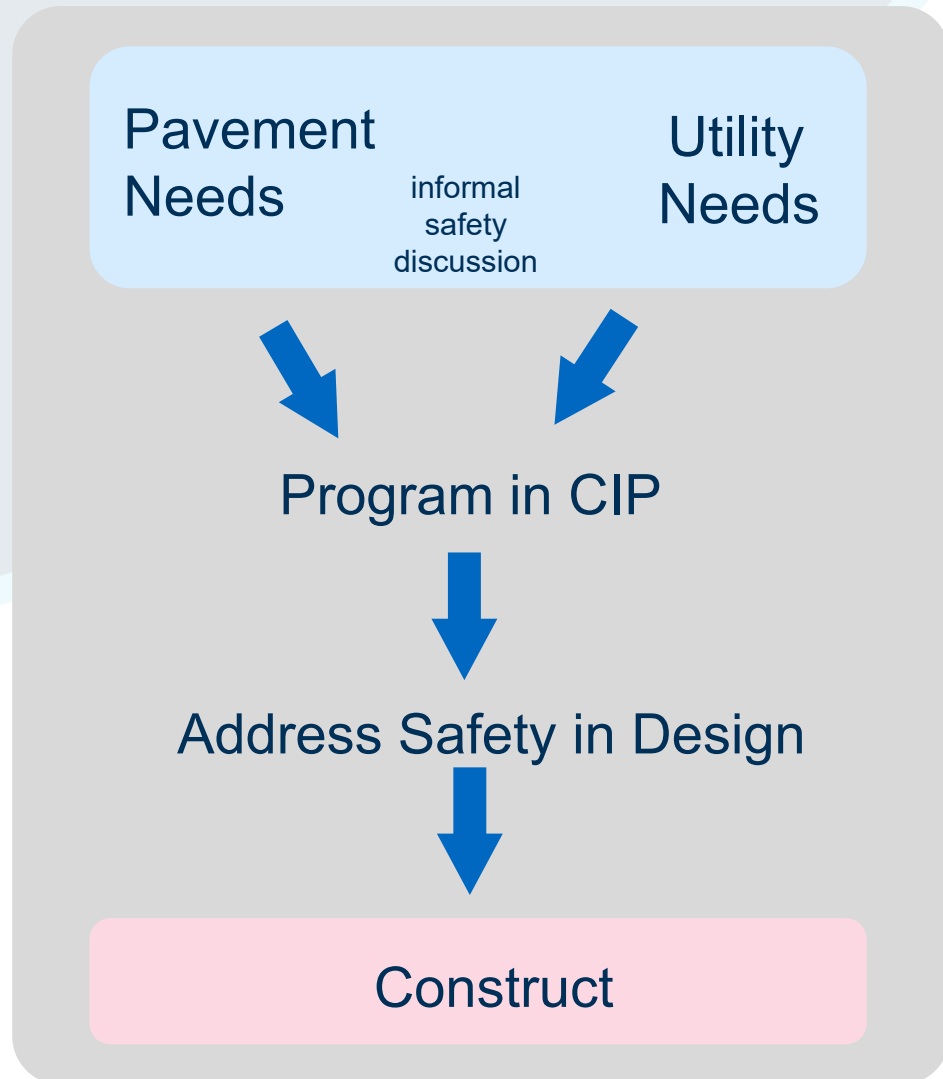 Pavement
Needs
informal
safety
discussion
Utility
Needs
Program in CIP
Address Safety in Design
Construct